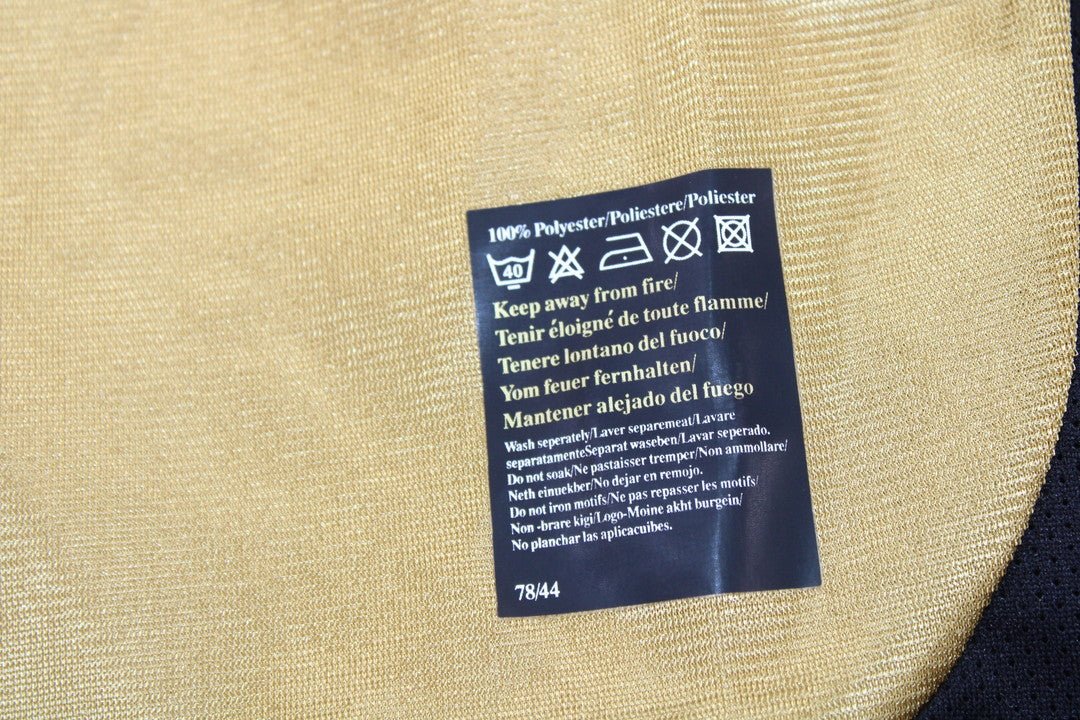 100% Polyester/Poliestere/Poliester
40
Keep away from fire/
Tenir éloigné de toute flamme/
Tenere lontano del fuoco/
Yom feuer fernhalten/
Mantener alejado del fuego
Wash seperately/Laver separemeat/Lavare
separatamenteSeparat waseben/Lavar seperado.
Do not soak/Ne pastaisser tremper/Non ammollare/
Neth einuekber/No dejar en remojo.
Do not iron motifs/Ne pas repasser les motifs/
Non -brare kigi/Logo-Moine akht burgein/
No planchar las aplicacuibes.
78/44